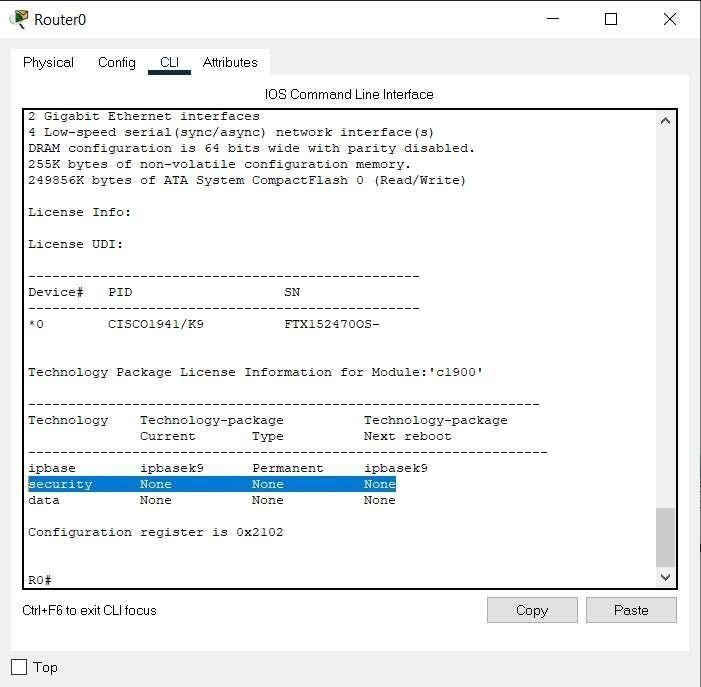 Router0
Physical Config CLI Attributes
IOS Command Line Interface
2 Gigabit Ethernet interfaces
4 Low-speed serial(sync/async) network interface(s)
DRAM configuration is 64 bits wide with parity disabled.
255K bytes of non-volatile configuration memory.
249856K bytes of ATA System CompactFlash 0 (Read/Write)
License Info:
License UDI:
-------------------------------------------------
Device# PID SN
-------------------------------------------------
*0 CISCO1941/K9 FTX152470OS-
Technology Package License Information for Module:'c1900'
----------------------------------------------------------------
Technology Technology-package Technology-package
Current Type Next reboot
-----------------------------------------------------------------
ipbase ipbasek9 Permanent ipbasek9
security None None None
data None None None
Configuration register is 0x2102
R0#
Ctrl+F6 to exit CLI focus
Copy Paste
Top